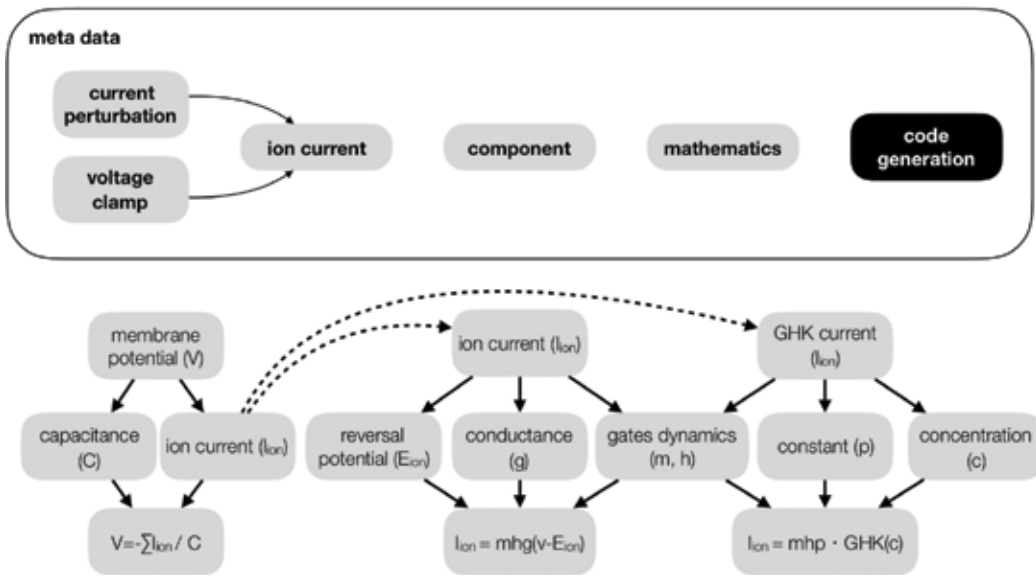 meta data
current
perturbation
voltage
clamp
ion current
component
mathematics
code
generation
membrane
potential (V)
ion current (Iion)
GHK current
(Iion)
capacitance
(C)
ion current (Iion)
reversal
potential (Eion)
conductance
(g)
gates dynamics
(m, h)
constant (p)
concentration
(c)
V=-∑Iion / C
Iion = mhg(v-Eion)
Iion = mhp · GHK(c)